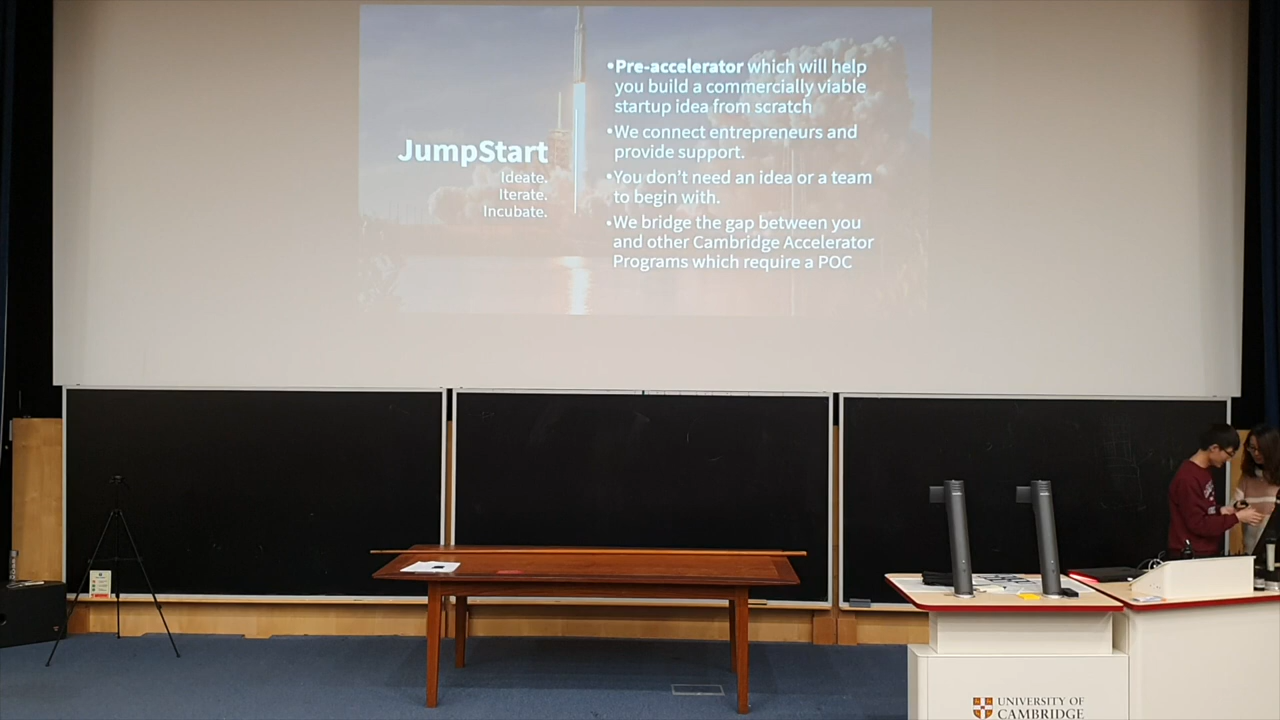 JumpStart
Ideate.
Iterate.
Incubate.
•Pre-accelerator which will help
you build a commercially viable
startup idea from scratch
•We connect entrepreneurs and
provide support.
•You don't need an idea or a team
to begin with.
•We bridge the gap between you
and other Cambridge Accelerator
Programs which require a POC
UNIVERSITY OF
CAMBRIDGE